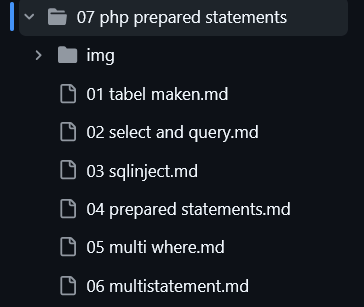 07 php prepared statements
img
01 tabel maken.md
02 select and query.md
03 sqlinject.md
04 prepared statements.md
05 multi where.md
06 multistatement.md